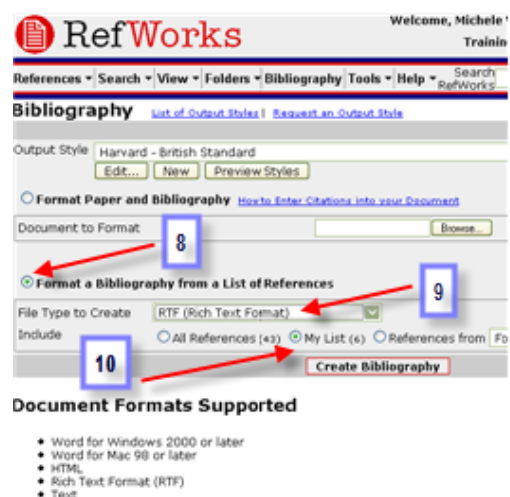 RefWorks
Welcome, Michele
Trainin
References Search View Folders Bibliography Tools Help Search RefWorks
Bibliography List of Output Styles | Request an Output Style
Output Style Harvard - British Standard
Edit... New Preview Styles
Format Paper and Bibliography How to Enter Citations into your Document
Document to Format Browse...
8
Format a Bibliography from a List of References
9
File Type to Create RTF (Rich Text Format)
Include All References (43) My List (6) References from Fo
10
Create Bibliography
Document Formats Supported
Word for Windows 2000 or later
Word for Mac 98 or later
HTML
Rich Text Format (RTF)
Text